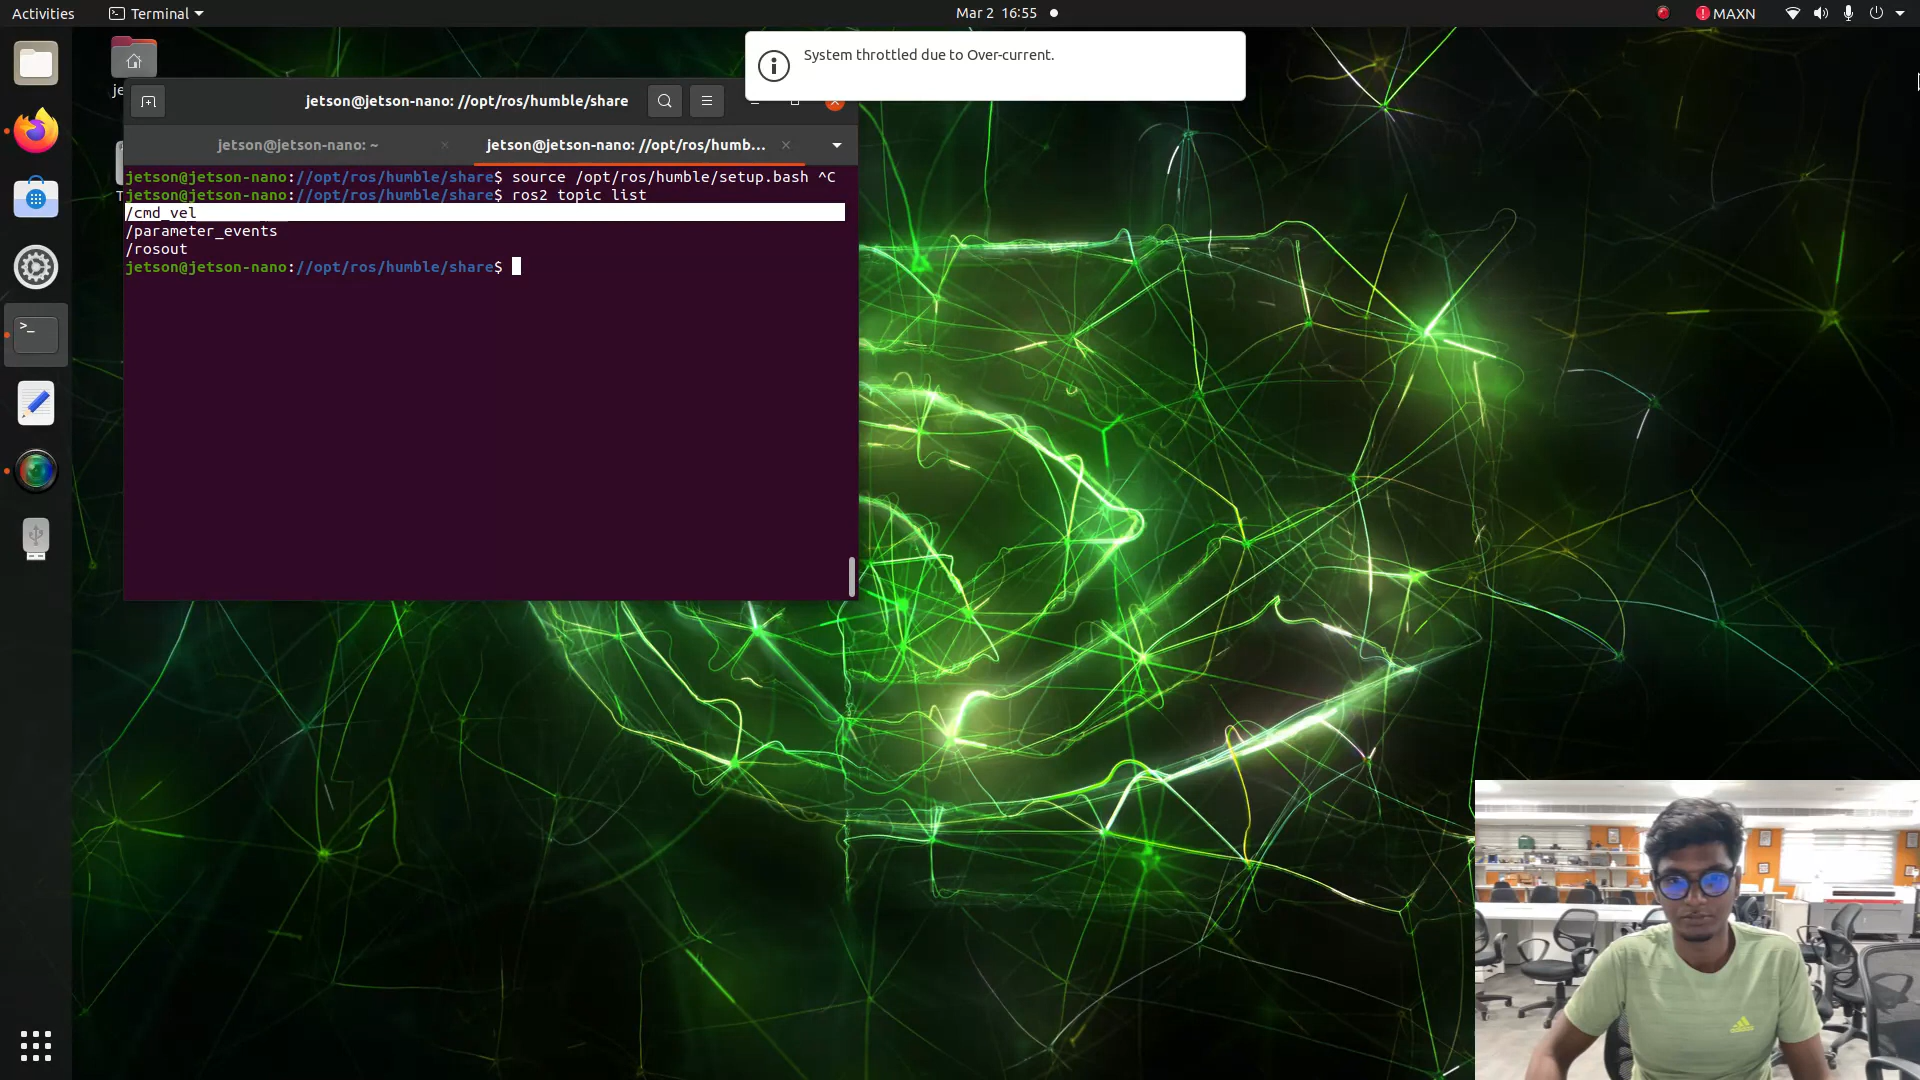 Activities
Terminal
Mar 2 16:55
MAXN
System throttled due to Over-current.
jetson@jetson-nano: //opt/ros/humble/share
jetson@jetson-nano: ~
jetson@jetson-nano: //opt/ros/humb...
jetson@jetson-nano://opt/ros/humble/share$ source /opt/ros/humble/setup.bash ^C
jetson@jetson-nano://opt/ros/humble/share$ ros2 topic list
/cmd_vel
/parameter_events
/rosout
jetson@jetson-nano://opt/ros/humble/share$